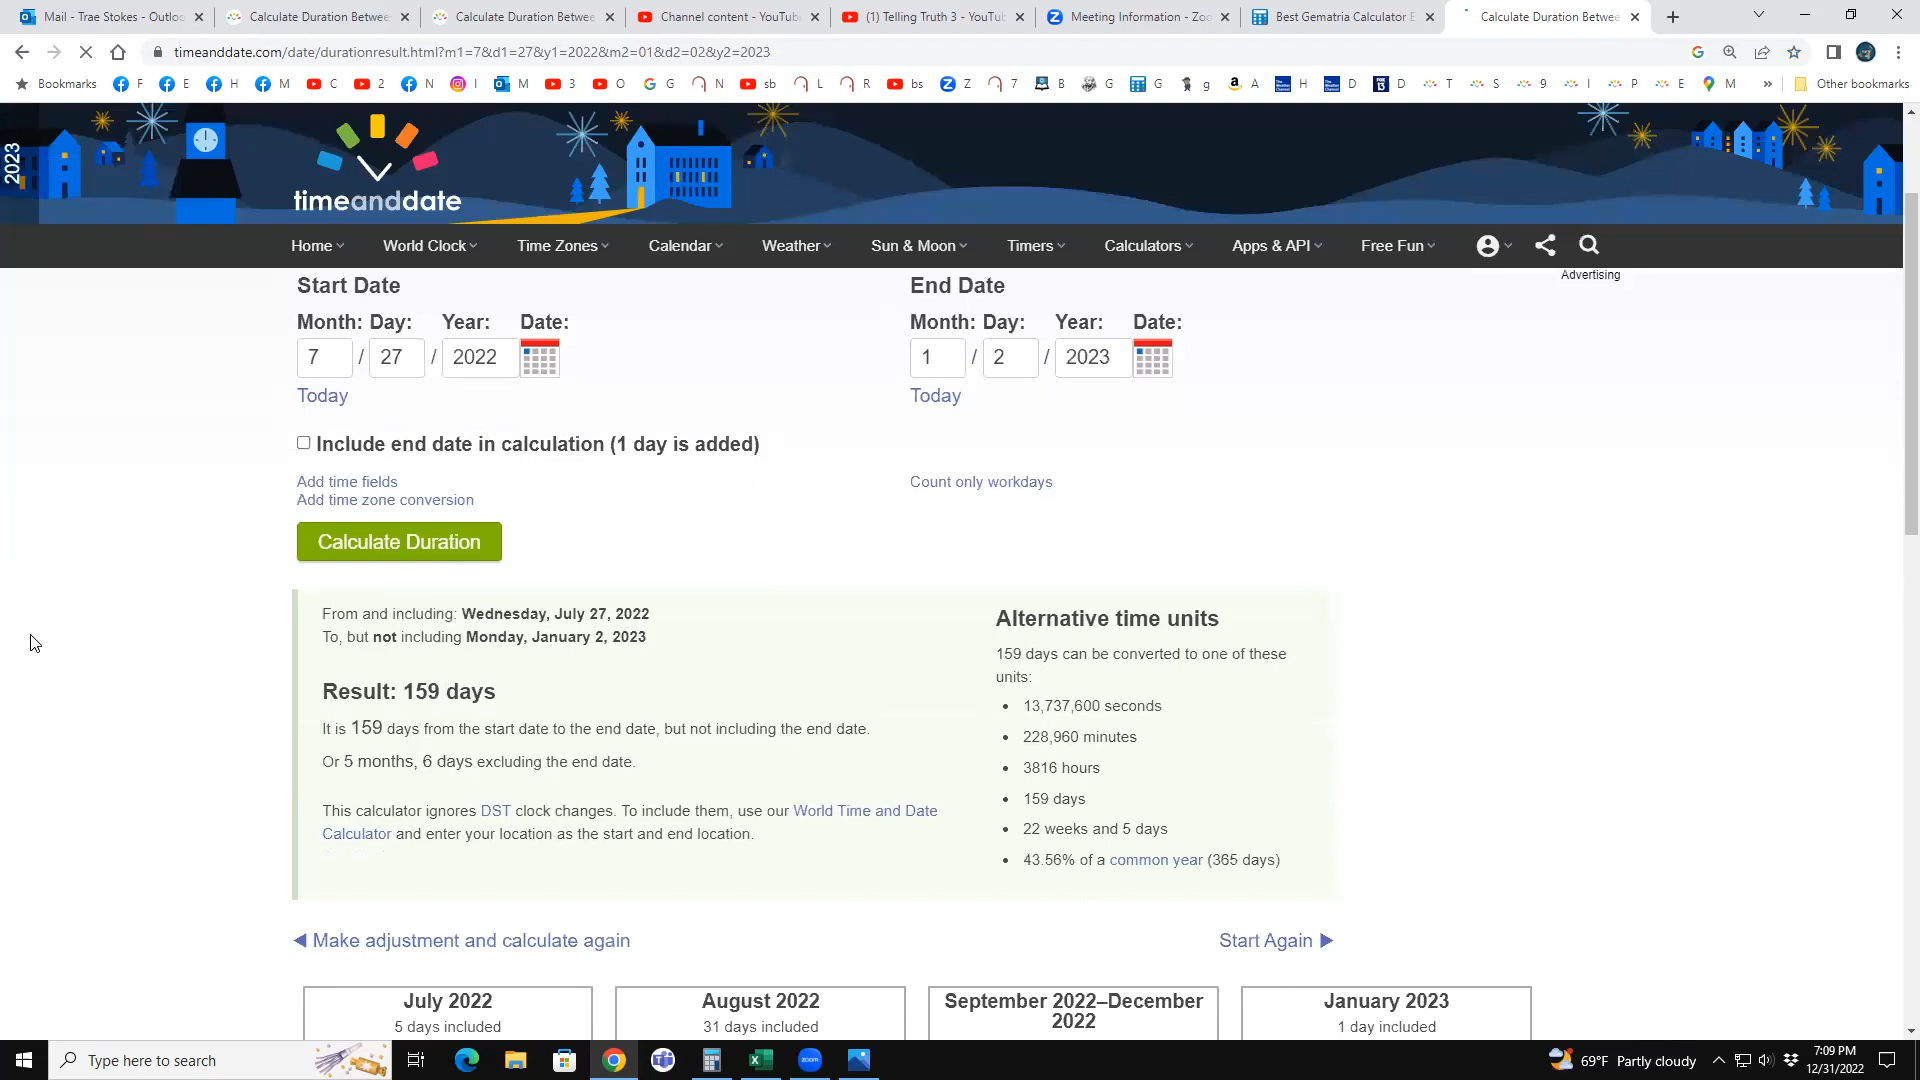 Mail - Trae Stokes - Outloo
Calculate Duration Betwee
Calculate Duration Betwee
Channel content - YouTube
(1) Telling Truth 3 - YouTub
Meeting Information - Zoo
Best Gematria Calculator E
Calculate Duration Betwee
timeanddate.com/date/durationresult.html?m1=7&d1=27&y1=2022&m2=01&d2=02&y2=2023
Bookmarks F E H M C 2 N I M 3 O G N sb L R bs Z 7 B G G g A H D D T S 9 I P E M » Other bookmarks
2023
timeanddate
Home World Clock Time Zones Calendar Weather Sun & Moon Timers Calculators Apps & API Free Fun
Advertising
Start Date
End Date
Month: Day: Year: Date:
Month: Day: Year: Date:
7 / 27 / 2022
1 / 2 / 2023
Today
Today
Include end date in calculation (1 day is added)
Add time fields
Count only workdays
Add time zone conversion
Calculate Duration
From and including: Wednesday, July 27, 2022
To, but not including Monday, January 2, 2023
Result: 159 days
It is 159 days from the start date to the end date, but not including the end date.
Or 5 months, 6 days excluding the end date.
This calculator ignores DST clock changes. To include them, use our World Time and Date
Calculator and enter your location as the start and end location.
Alternative time units
159 days can be converted to one of these
units:
• 13,737,600 seconds
• 228,960 minutes
• 3816 hours
• 159 days
• 22 weeks and 5 days
• 43.56% of a common year (365 days)
Make adjustment and calculate again
Start Again
July 2022
5 days included
August 2022
31 days included
September 2022–December
2022
January 2023
1 day included
Type here to search
zoom
69°F Partly cloudy
7:09 PM
12/31/2022